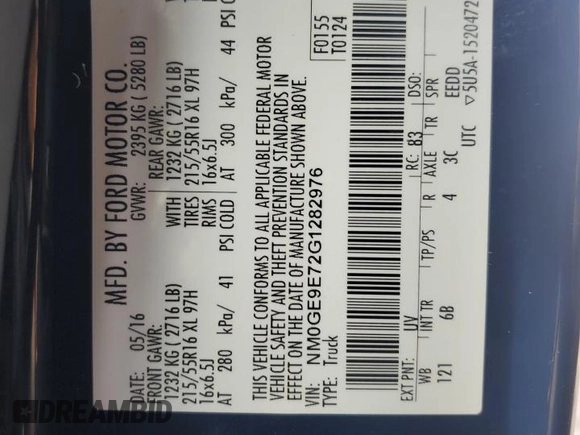 MFD. BY FORD MOTOR CO.
DATE: 05/16 GVWR: 2395 KG ( 5280 LB)
FRONT GAWR: REAR GAWR:
1232 KG ( 2716 LB) WITH 1232 KG ( 2716 LB)
215/55R16 XL 97H TIRES 215/55R16 XL 97H
16x6.5J RIMS 16x6.5J
AT 280 kPa/ 41 PSI COLD AT 300 kPa/ 44 PSI
THIS VEHICLE CONFORMS TO ALL APPLICABLE FEDERAL MOTOR
VEHICLE SAFETY AND THEFT PREVENTION STANDARDS IN
EFFECT ON THE DATE OF MANUFACTURE SHOWN ABOVE.
F0155
T0124
VIN: NM0GE9E72G1282976
TYPE: Truck
EXT PNT: UV RC: 83 DSO:
WB INT TR TP/PS R AXLE TR SPR
121 6B 4 3C EEDD
UTC ▽5U5A-1520472
DREAMBID